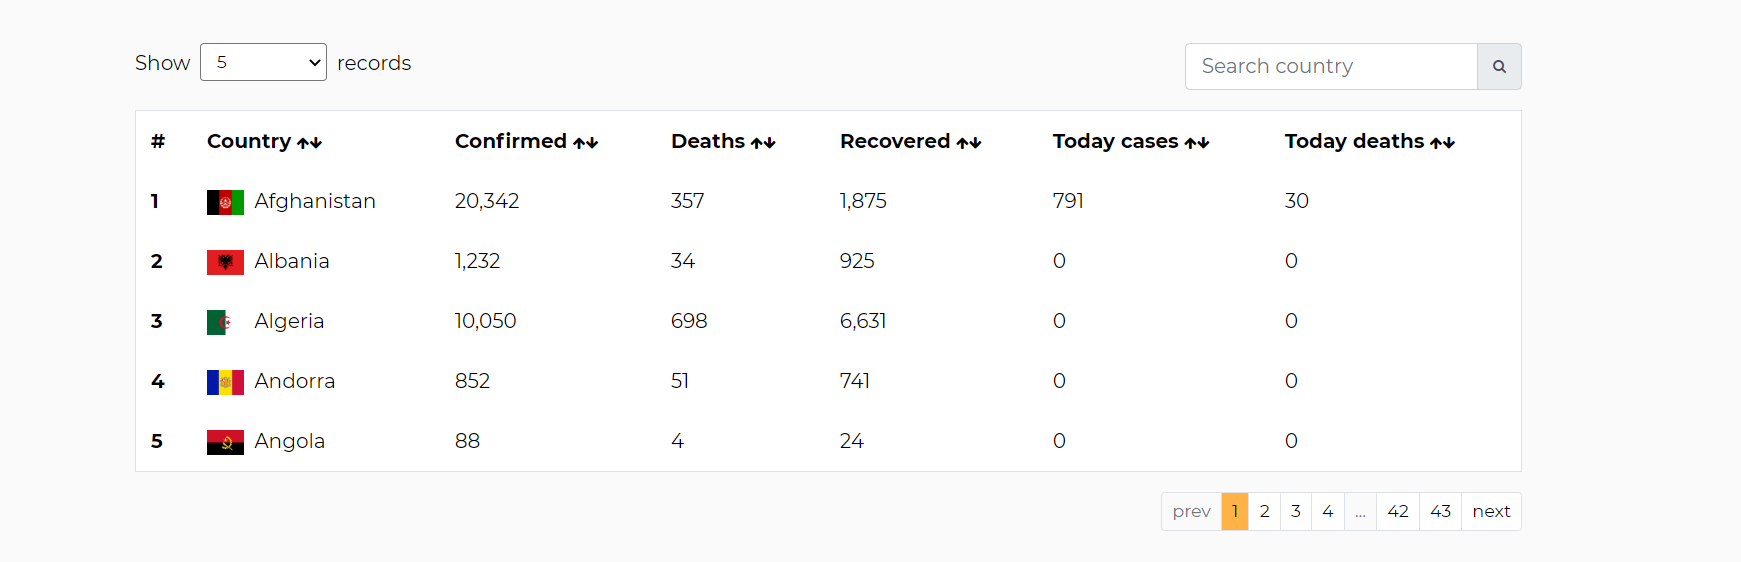 Show 5 records Search country
# Country Confirmed Deaths Recovered Today cases Today deaths
1 Afghanistan 20,342 357 1,875 791 30
2 Albania 1,232 34 925 0 0
3 Algeria 10,050 698 6,631 0 0
4 Andorra 852 51 741 0 0
5 Angola 88 4 24 0 0
prev 1 2 3 4 ... 42 43 next